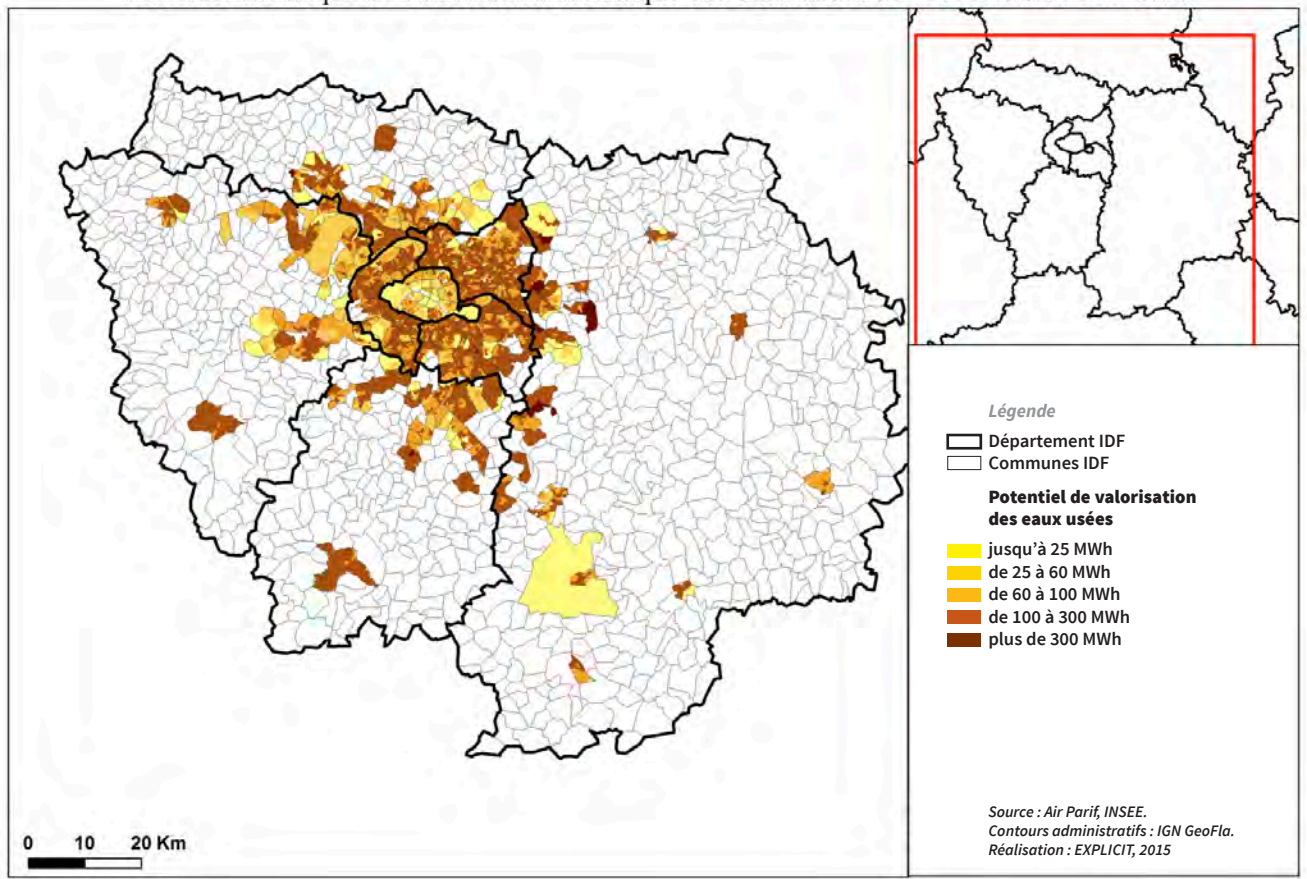 Légende
Département IDF
Communes IDF
Potentiel de valorisation
des eaux usées
jusqu'à 25 MWh
de 25 à 60 MWh
de 60 à 100 MWh
de 100 à 300 MWh
plus de 300 MWh
Source : Air Parif, INSEE.
Contours administratifs : IGN GeoFla.
Réalisation : EXPLICIT, 2015
0 10 20 Km